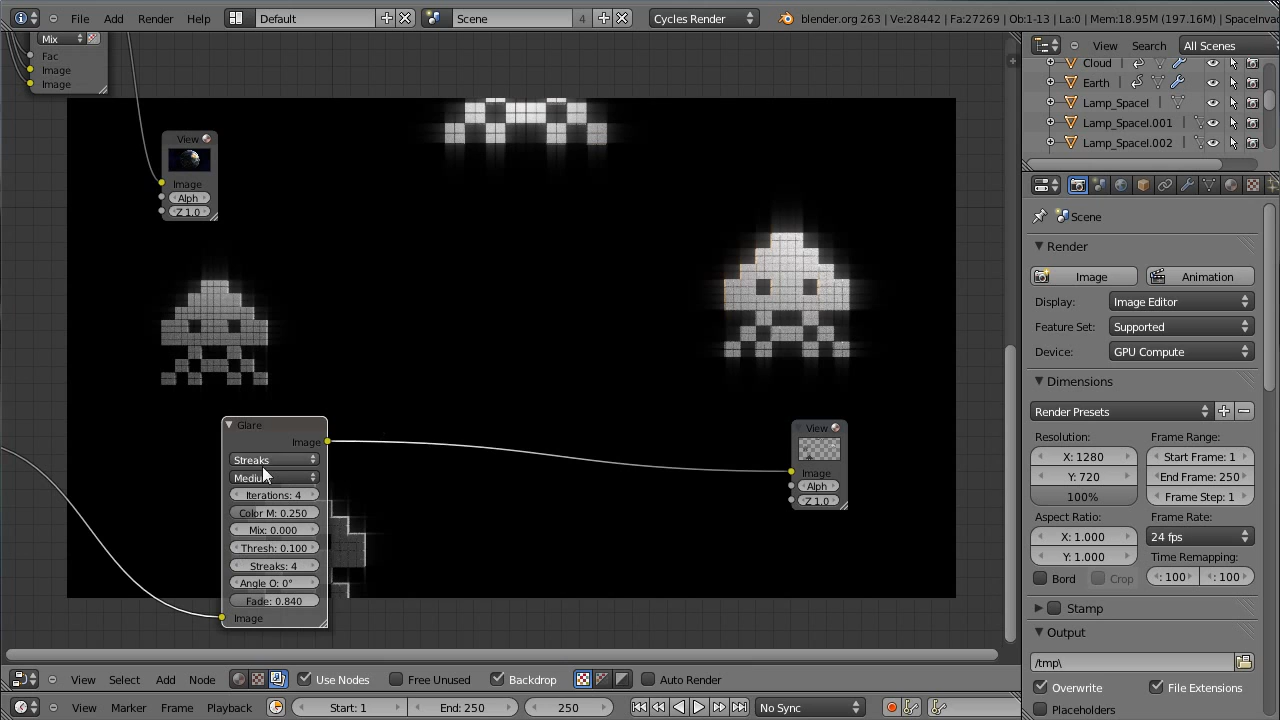 File Add Render Help Default Scene 4 Cycles Render blender.org 263 | Ve:28442 | Fa:27269 | Ob:1-13 | La:0 | Mem:18.95M (197.16M) | SpaceInva
Mix
Fac
Image
Image
View
Image
Alph
Z 1.0
Glare
Image
Streaks
Mediu
Iterations: 4
Color M: 0.250
Mix: 0.000
Thresh: 0.100
Streaks: 4
Angle O: 0°
Fade: 0.840
Image
View
Image
Alph
Z 1.0
View Search All Scenes
Cloud
Earth
Lamp_SpaceI
Lamp_SpaceI.001
Lamp_SpaceI.002
Scene
Render
Image Animation
Display: Image Editor
Feature Set: Supported
Device: GPU Compute
Dimensions
Render Presets
Resolution: Frame Range:
X: 1280 Start Frame: 1
Y: 720 End Frame: 250
100% Frame Step: 1
Aspect Ratio: Frame Rate:
X: 1.000 24 fps
Y: 1.000 Time Remapping:
Bord Crop : 100 : 100
Stamp
Output
/tmp\
Overwrite File Extensions
Placeholders
View Select Add Node Use Nodes Free Unused Backdrop Auto Render
View Marker Frame Playback Start: 1 End: 250 250 No Sync